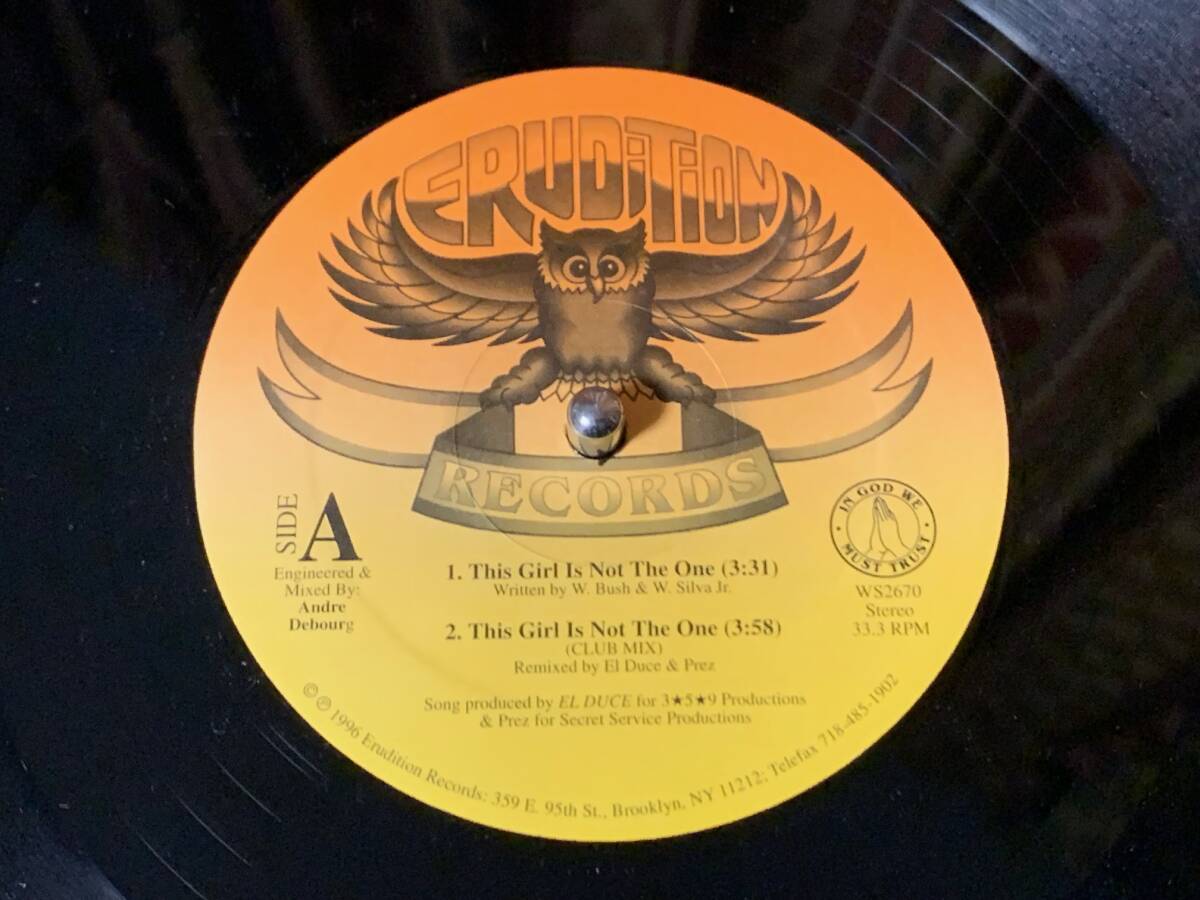 ERUDiTiON
RECORDS
IN GOD WE
MUST TRUST
SIDE A
Engineered &
Mixed By:
Andre
Debourg
1. This Girl Is Not The One (3:31)
Written by W. Bush & W. Silva Jr.
2. This Girl Is Not The One (3:58)
(CLUB MIX)
Remixed by El Duce & Prez
WS2670
Stereo
33.3 RPM
Song produced by EL DUCE for 3★5★9 Productions
& Prez for Secret Service Productions
© ℗ 1996 Erudition Records: 359 E. 95th St., Brooklyn, NY 11212; Telefax 718-485-1902